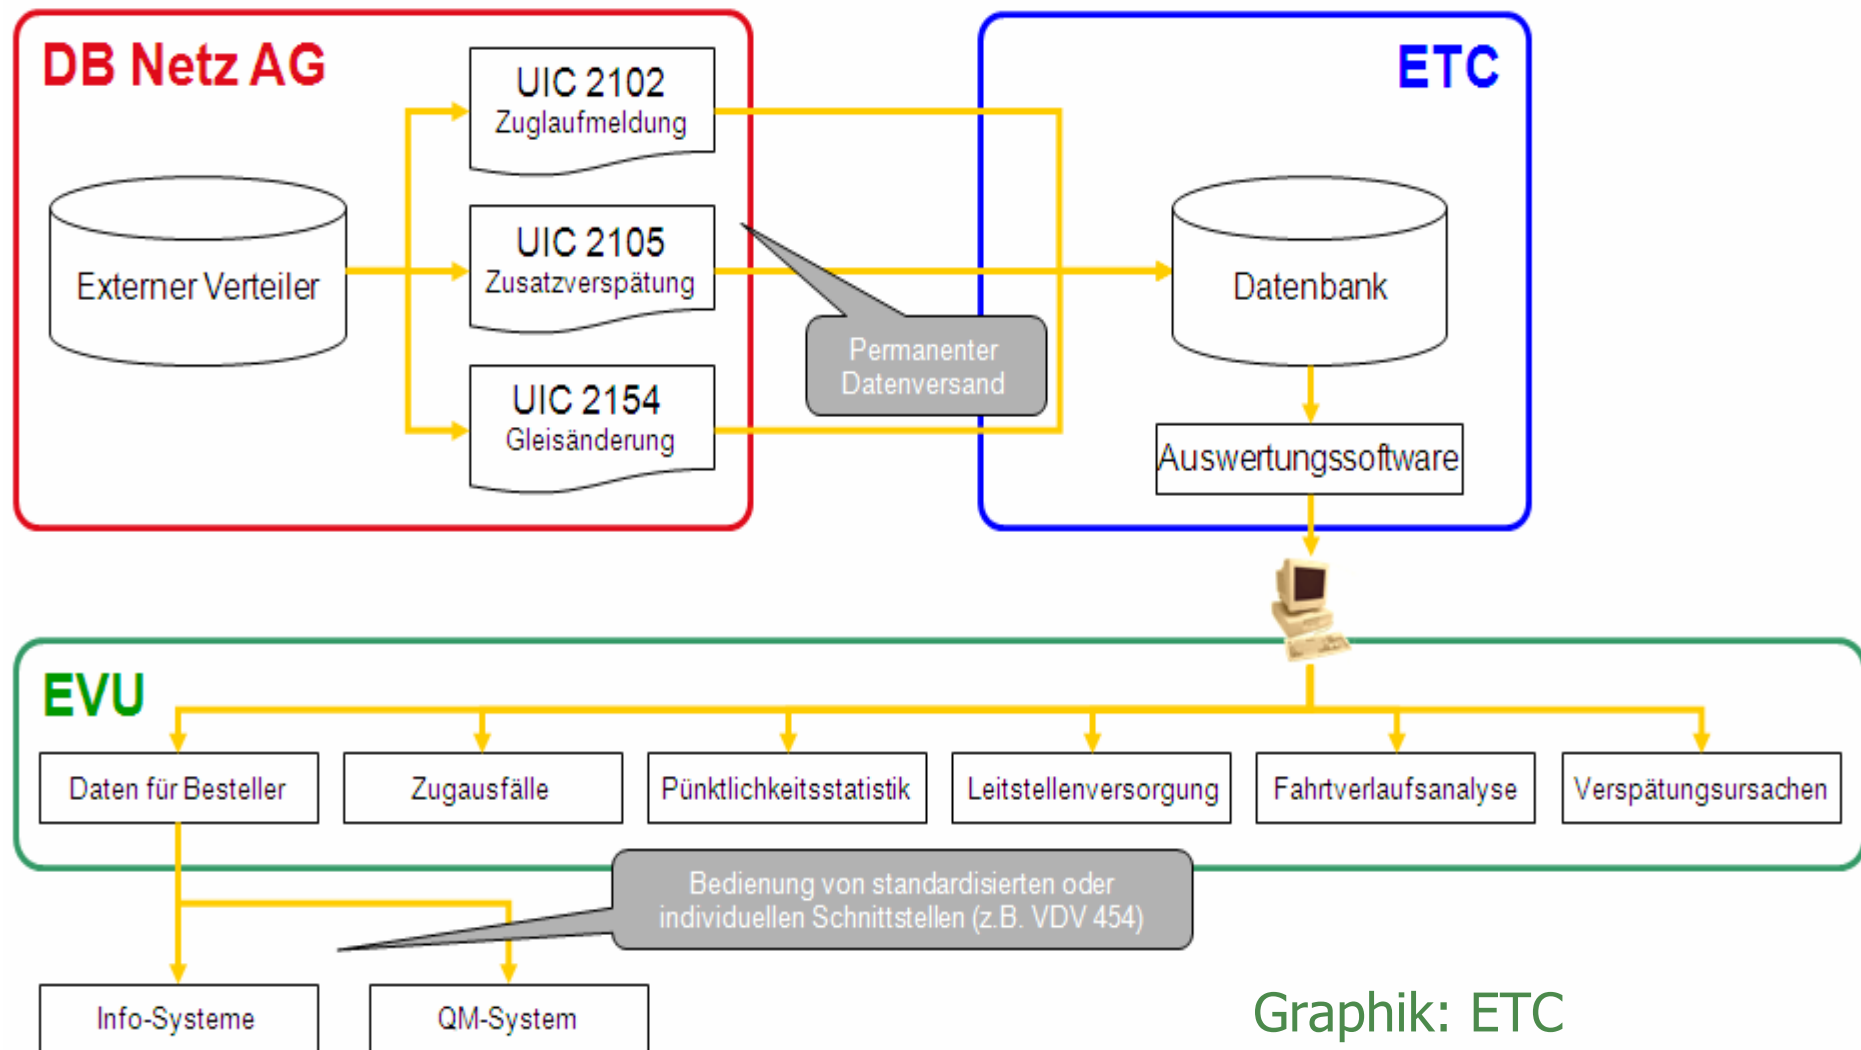 DB Netz AG
UIC 2102
Zuglaufmeldung
Externer Verteiler
UIC 2105
Zusatzverspätung
UIC 2154
Gleisänderung
Permanenter
Datenversand
ETC
Datenbank
Auswertungssoftware
EVU
Daten für Besteller
Zugausfälle
Pünktlichkeitsstatistik
Leitstellenversorgung
Fahrtverlaufsanalyse
Verspätungsursachen
Bedienung von standardisierten oder
individuellen Schnittstellen (z.B. VDV 454)
Info-Systeme
QM-System
Graphik: ETC